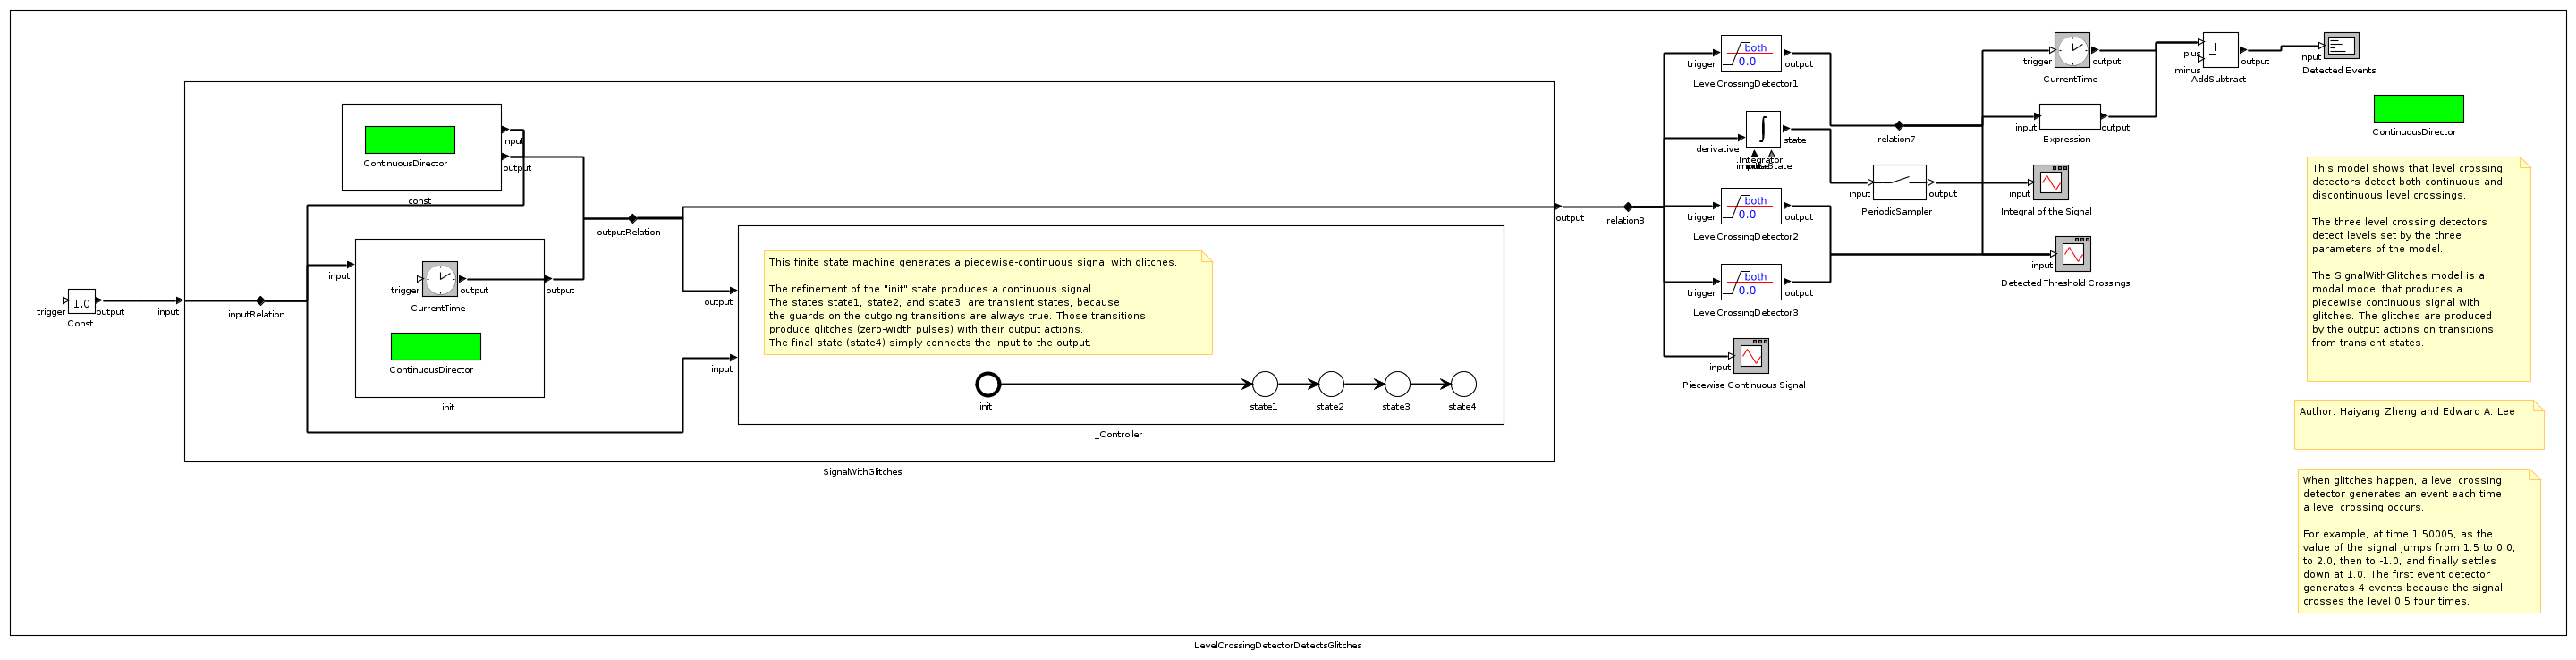 trigger
1.0
output
Const
input
inputRelation
ContinuousDirector
input
output
const
input
trigger
output
CurrentTime
ContinuousDirector
output
init
outputRelation
output
input
This finite state machine generates a piecewise-continuous signal with glitches.
The refinement of the "init" state produces a continuous signal.
The states state1, state2, and state3, are transient states, because
the guards on the outgoing transitions are always true. Those transitions
produce glitches (zero-width pulses) with their output actions.
The final state (state4) simply connects the input to the output.
init
state1
state2
state3
state4
_Controller
output
SignalWithGlitches
relation3
both
0.0
trigger
output
LevelCrossingDetector1
derivative
state
Integrator
both
0.0
trigger
output
LevelCrossingDetector2
both
0.0
trigger
output
LevelCrossingDetector3
input
Piecewise Continuous Signal
relation7
input
output
PeriodicSampler
trigger
output
CurrentTime
input
output
Expression
input
Integral of the Signal
input
Detected Threshold Crossings
plus
minus
+
−
output
AddSubtract
input
Detected Events
ContinuousDirector
This model shows that level crossing
detectors detect both continuous and
discontinuous level crossings.
The three level crossing detectors
detect levels set by the three
parameters of the model.
The SignalWithGlitches model is a
modal model that produces a
piecewise continuous signal with
glitches. The glitches are produced
by the output actions on transitions
from transient states.
Author: Haiyang Zheng and Edward A. Lee
When glitches happen, a level crossing
detector generates an event each time
a level crossing occurs.
For example, at time 1.50005, as the
value of the signal jumps from 1.5 to 0.0,
to 2.0, then to -1.0, and finally settles
down at 1.0. The first event detector
generates 4 events because the signal
crosses the level 0.5 four times.
LevelCrossingDetectorDetectsGlitches